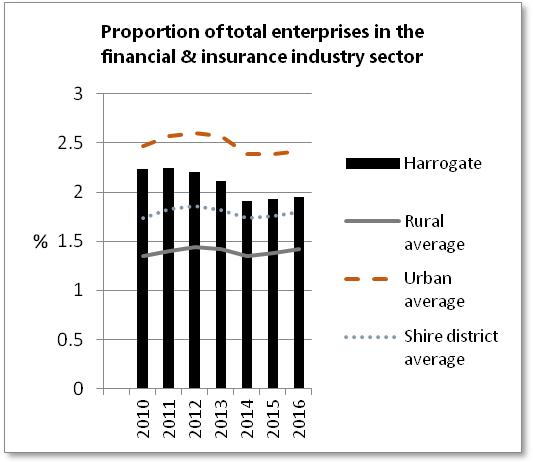 Proportion of total enterprises in the
financial & insurance industry sector
3
2.5
2
1.5
1
0.5
0
%
2010
2011
2012
2013
2014
2015
2016
Harrogate
Rural
average
Urban
average
Shire district
average